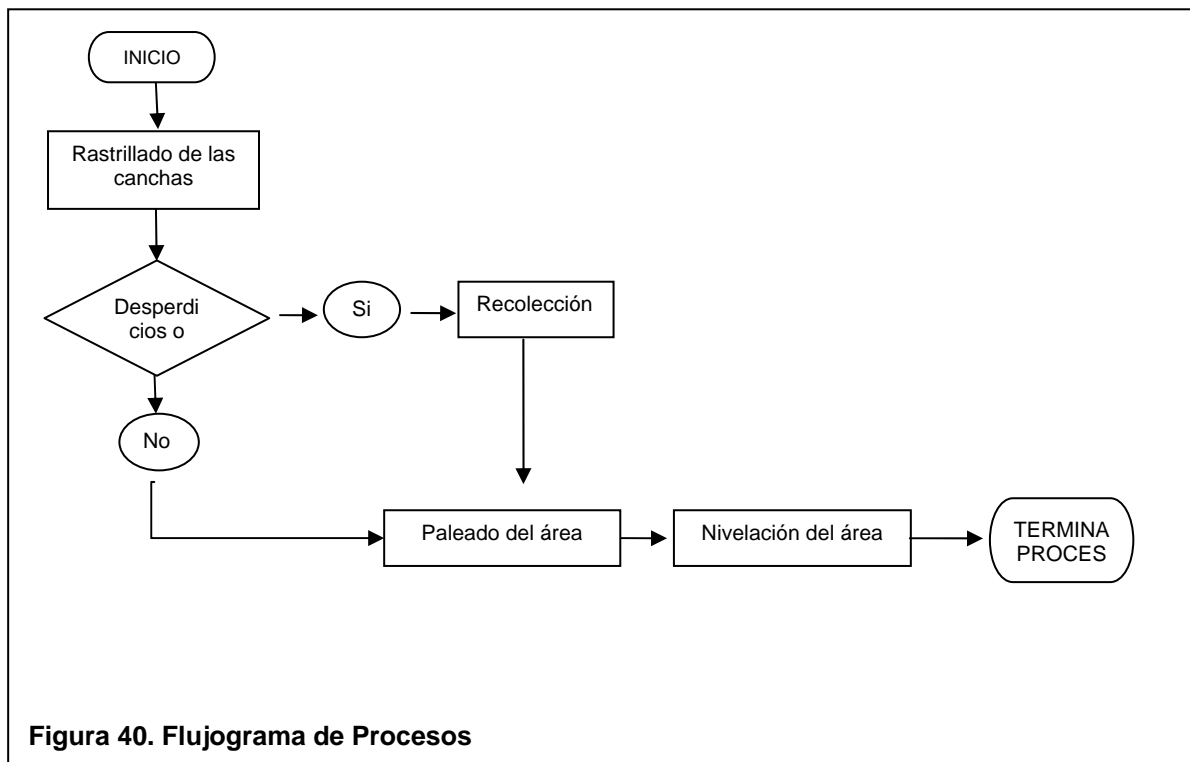 INICIO
Rastrillado de las
canchas
Desperdi
cios o
Si
Recolección
No
Paleado del área
Nivelación del área
TERMINA
PROCES
Figura 40. Flujograma de Procesos